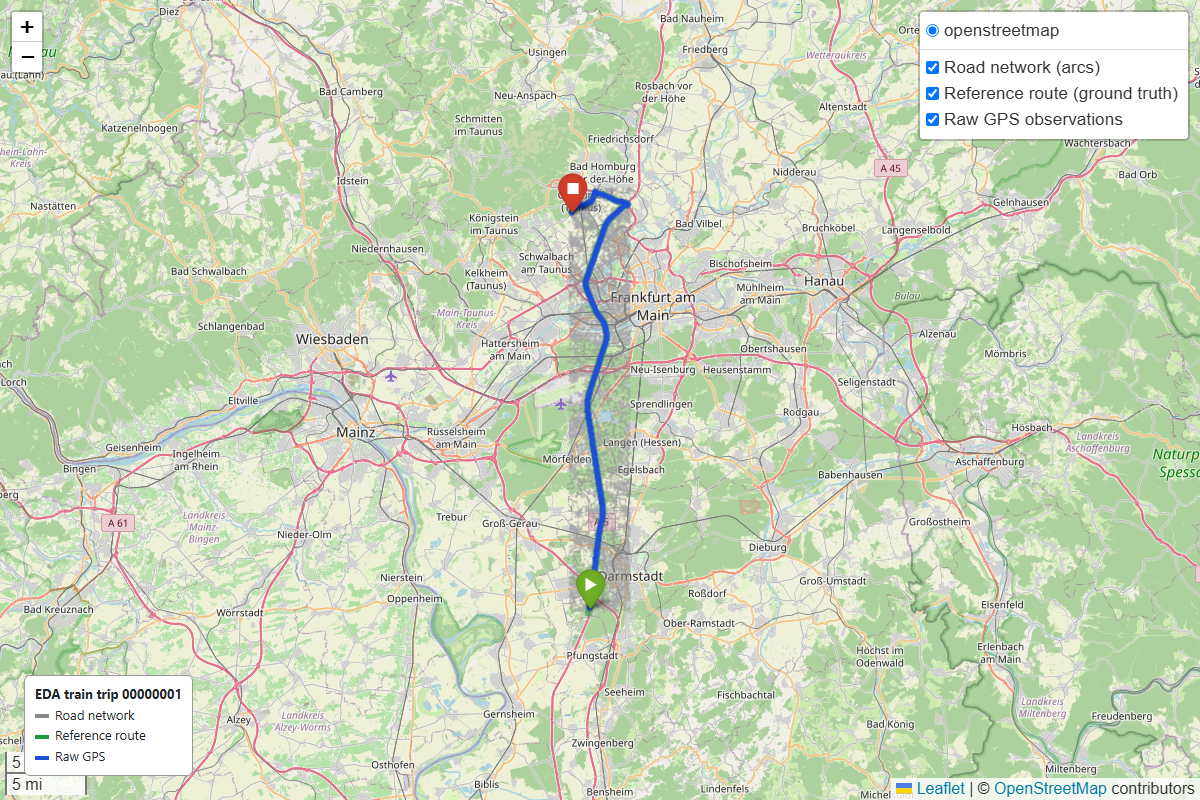 +
−
openstreetmap
Road network (arcs)
Reference route (ground truth)
Raw GPS observations
Diez
Bad Nauheim
Usingen
Friedberg
Wetteraukreis
Bad Camberg
Neu-Anspach
Rosbach vor
der Höhe
Altenstadt
Katzenelnbogen
Schmitten
im Taunus
Friedrichsdorf
Wächtersbach
Rhein-Lahn-
Kreis
Idstein
Bad Homburg
der Höhe
A 45
Nidderau
Bad Orb
Nastätten
Königstein
im Taunus
Bad Vilbel
Bruchköbel
Gelnhausen
Langenselbold
Niedernhausen
Schwalbach
am Taunus
Bad Schwalbach
Kelkheim
(Taunus)
Bischofsheim
Hanau
Mühlheim
am Main
Bulau
Frankfurt am
Main
Main-Taunus-
Kreis
Schlangenbad
Wiesbaden
Hattersheim
am Main
Alzenau
Obertshausen
Mömbris
Neu-Isenburg
Heusenstamm
Lorch
Seligenstadt
Eltville
Sprendlingen
Rodgau
Mainz
Rüsselsheim
am Main
Langen (Hessen)
Hösbach
Landkreis
Aschaffenburg
Geisenheim
Ingelheim
am Rhein
Bingen
Mörfelden
Egelsbach
Babenhausen
Aschaffenburg
A 61
Landkreis
Mainz-
Bingen
Trebur
Groß-Gerau
Großostheim
Nieder-Olm
Dieburg
Nierstein
Darmstadt
Groß-Umstadt
Oppenheim
Roßdorf
Bad Kreuznach
Wörrstadt
Elsenfeld
Ober-Ramstadt
Pfungstadt
Höchst im
Odenwald
Erlenbach
am Main
Seeheim
Fischbachtal
Landkreis
Miltenberg
Freudenberg
Alzey
Landkreis
Alzey-Worms
Gernsheim
Bad König
Zwingenberg
Osthofen
Miltenberg
Biblis
Bensheim
Lindenfels
EDA train trip 00000001
Road network
Reference route
Raw GPS
5
5 mi
Leaflet | © OpenStreetMap contributors